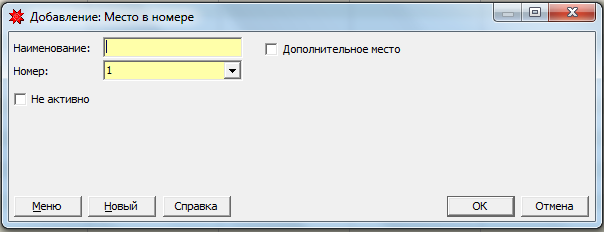 Добавление: Место в номере
Наименование: Дополнительное место
Номер: 1
Не активно
Меню Новый Справка OK Отмена